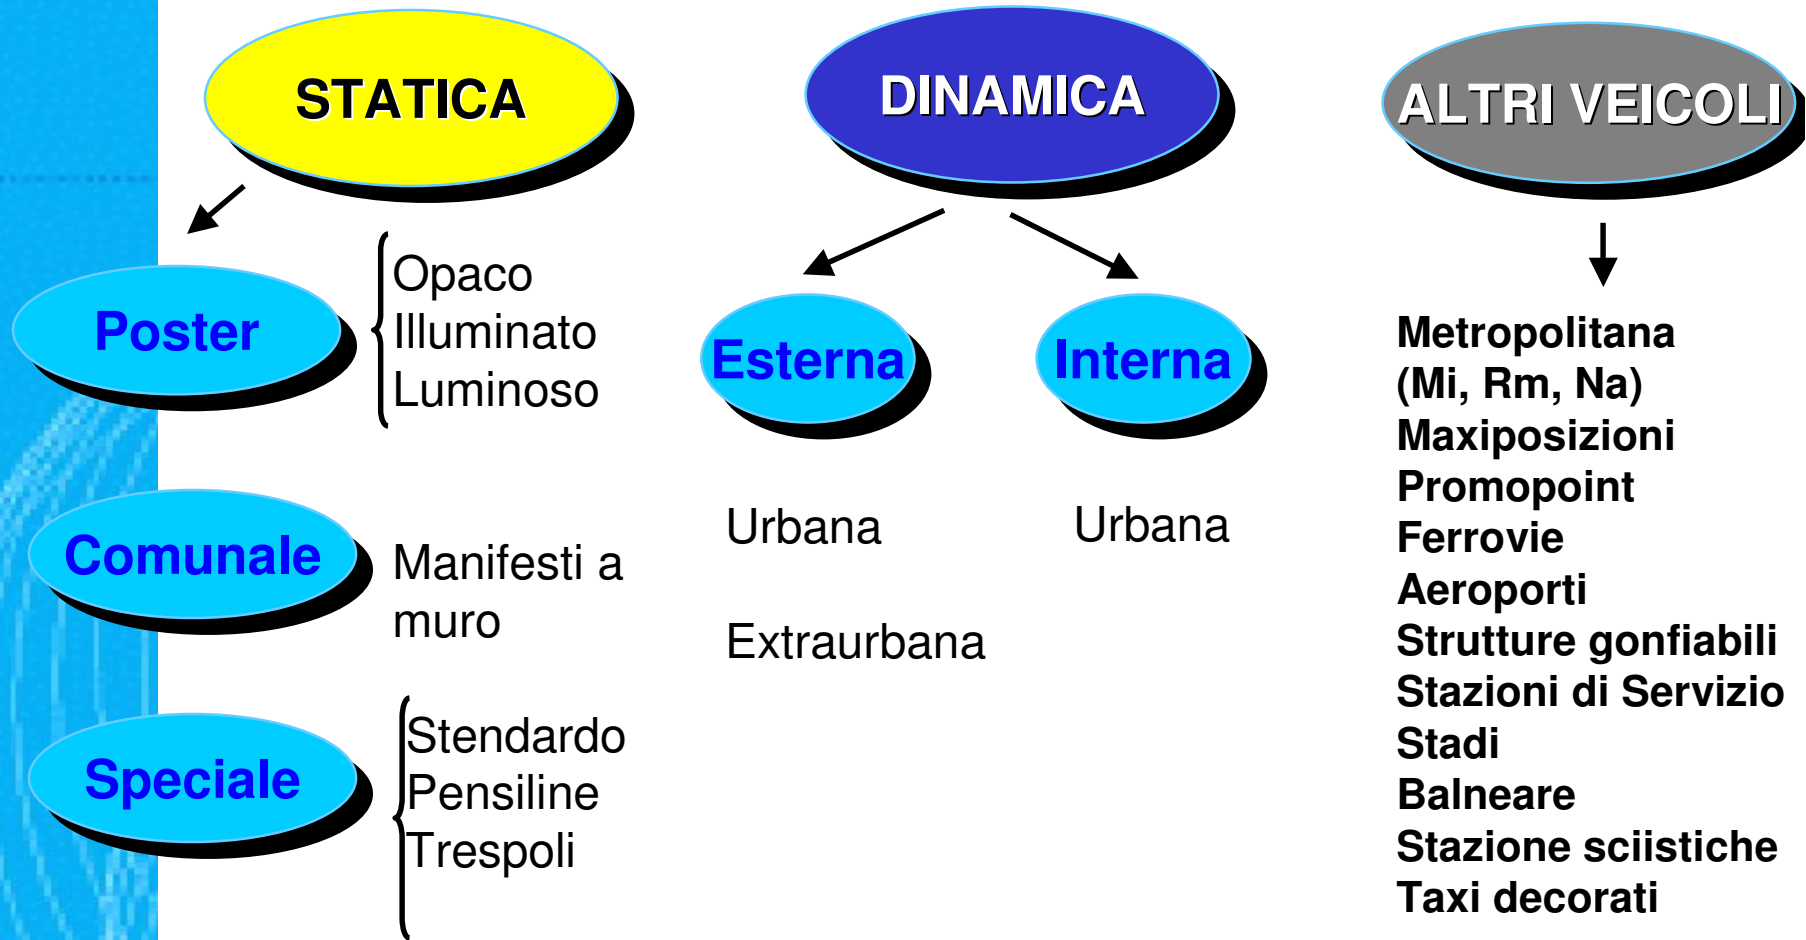 STATICA
Poster
Opaco
Illuminato
Luminoso
Comunale
Manifesti a
muro
Speciale
Stendardo
Pensiline
Trespoli
DINAMICA
Esterna
Urbana
Extraurbana
Interna
Urbana
ALTRI VEICOLI
Metropolitana
(Mi, Rm, Na)
Maxiposizioni
Promopoint
Ferrovie
Aeroporti
Strutture gonfiabili
Stazioni di Servizio
Stadi
Balneare
Stazione sciistiche
Taxi decorati